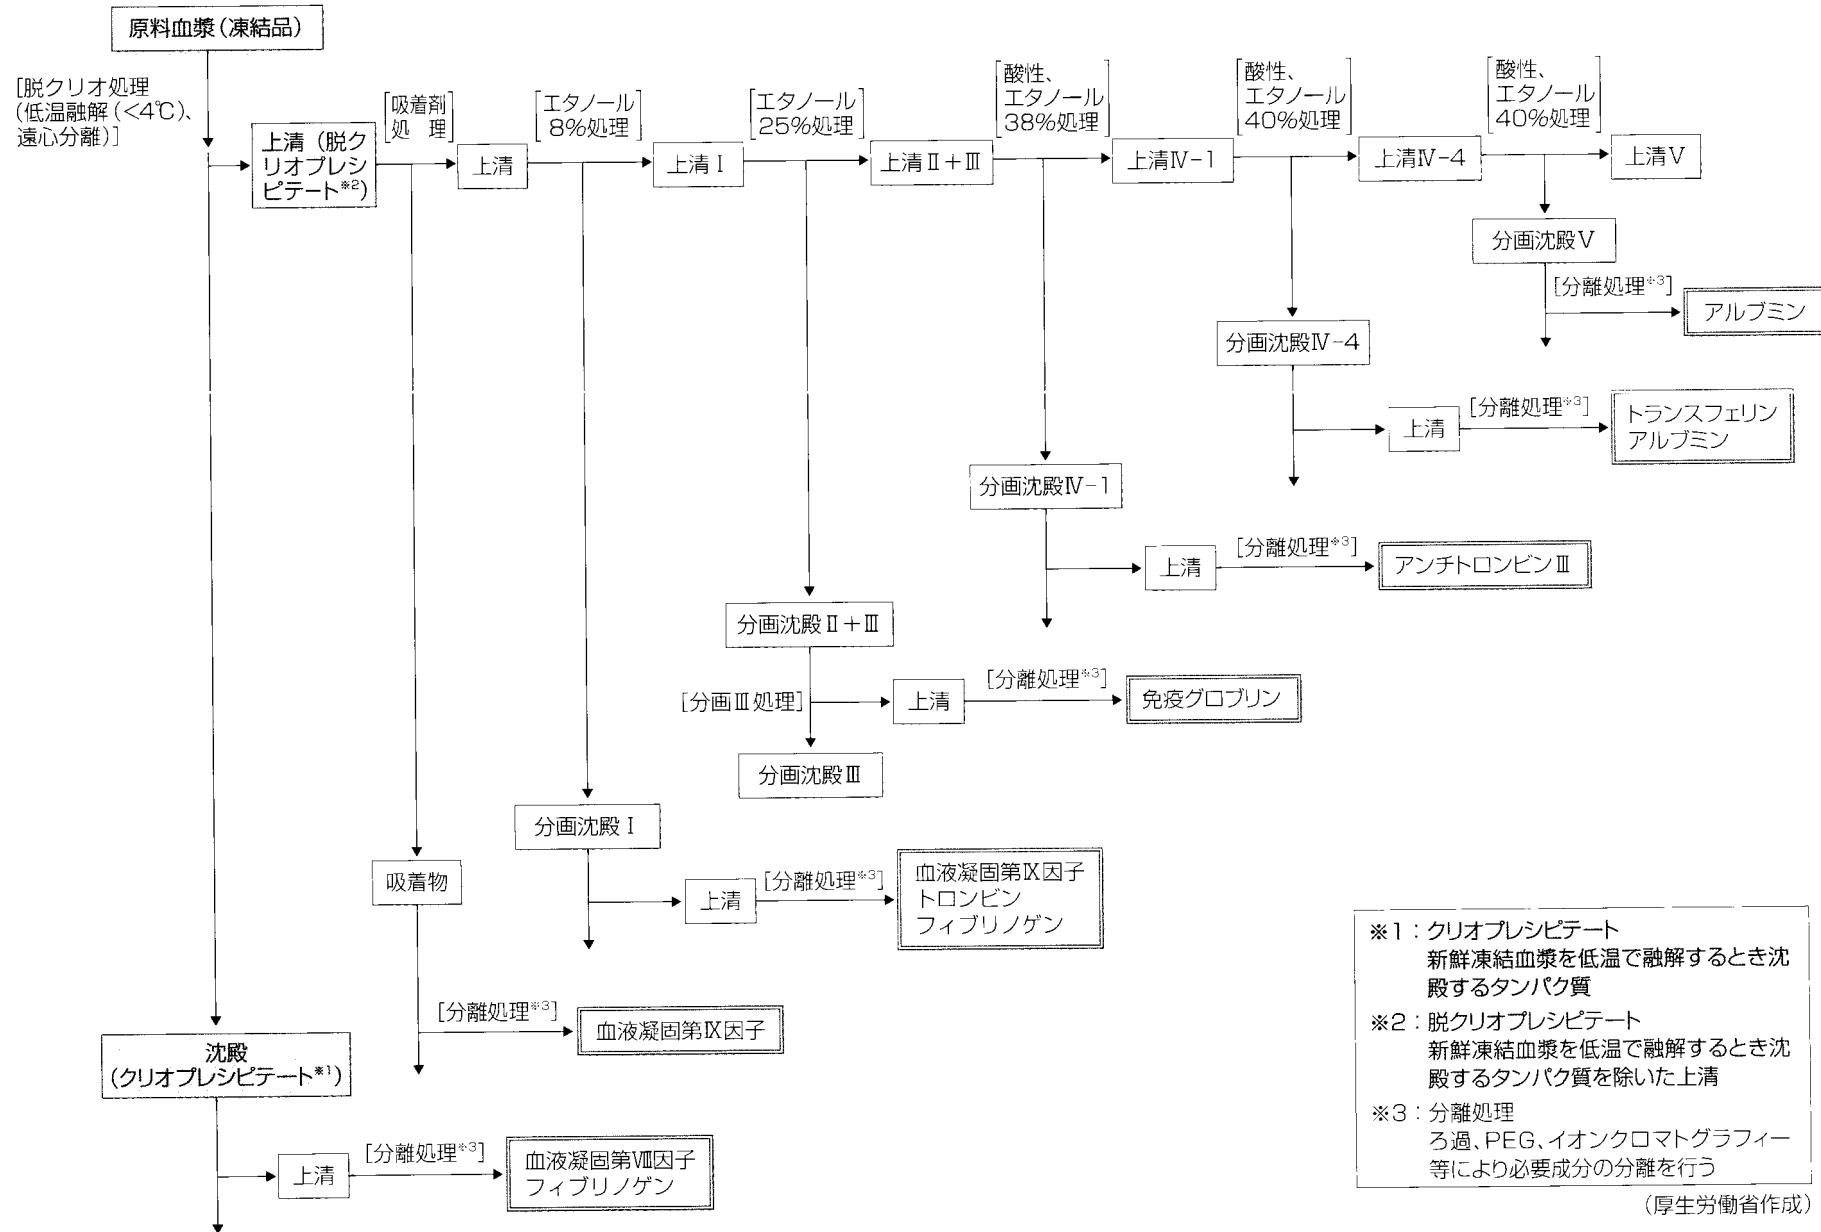 原料血漿(凍結品)
[脱クリオ処理
(低温融解(<4℃)、
遠心分離)]
上清(脱ク
リオプレシ
ピテート※2)
[吸着剤
処 理]
上清
[エタノール
8%処理]
上清Ⅰ
[エタノール
25%処理]
上清Ⅱ+Ⅲ
[酸性、
エタノール
38%処理]
上清Ⅳ-1
[酸性、
エタノール
40%処理]
上清Ⅳ-4
[酸性、
エタノール
40%処理]
上清Ⅴ
分画沈殿Ⅴ
[分離処理※3]
アルブミン
分画沈殿Ⅳ-4
上清
[分離処理※3]
トランスフェリン
アルブミン
分画沈殿Ⅳ-1
上清
[分離処理※3]
アンチトロンビンⅢ
分画沈殿Ⅱ+Ⅲ
[分画Ⅲ処理]
上清
[分離処理※3]
免疫グロブリン
分画沈殿Ⅲ
分画沈殿Ⅰ
上清
[分離処理※3]
血液凝固第Ⅸ因子
トロンビン
フィブリノゲン
吸着物
[分離処理※3]
血液凝固第Ⅸ因子
沈殿
(クリオプレシピテート※1)
上清
[分離処理※3]
血液凝固第Ⅷ因子
フィブリノゲン
※1:クリオプレシピテート
新鮮凍結血漿を低温で融解するとき沈
殿するタンパク質
※2:脱クリオプレシピテート
新鮮凍結血漿を低温で融解するとき沈
殿するタンパク質を除いた上清
※3:分離処理
ろ過、PEG、イオンクロマトグラフィー
等により必要成分の分離を行う
(厚生労働省作成)